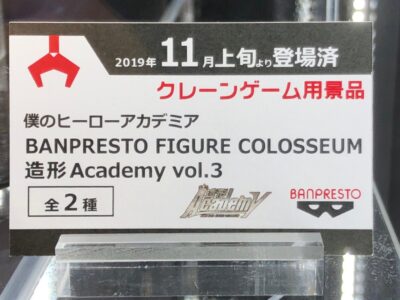 2019年 11月上旬より登場済
クレーンゲーム用景品
僕のヒーローアカデミア
BANPRESTO FIGURE COLOSSEUM
造形Academy vol.3
全2種
Academy
BANPRESTO